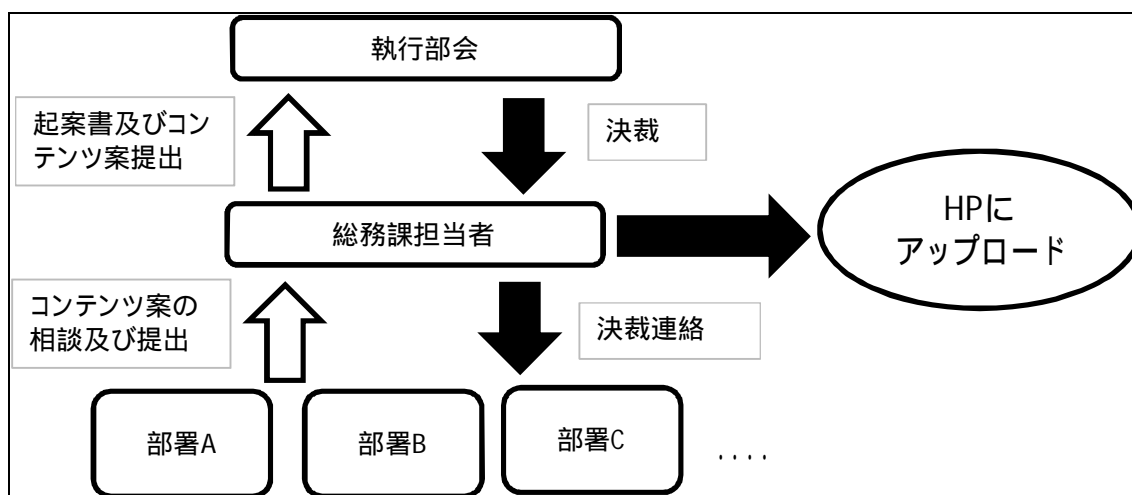 執行部会
起案書及びコン
テンツ案提出
決裁
総務課担当者
HPに
アップロード
コンテンツ案の
相談及び提出
決裁連絡
部署A
部署B
部署C
....